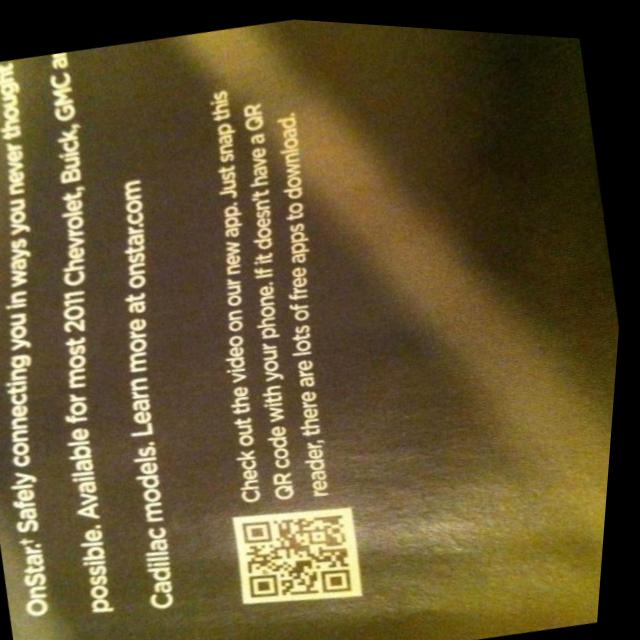 OnStar. Safely connecting you in ways you never thought
possible. Available for most 2011 Chevrolet, Buick, GMC
Cadillac models. Learn more at onstar.com
Check out the video on our new app. Just snap this
QR code with your phone. If it doesn't have a QR
reader, there are lots of free apps to download.